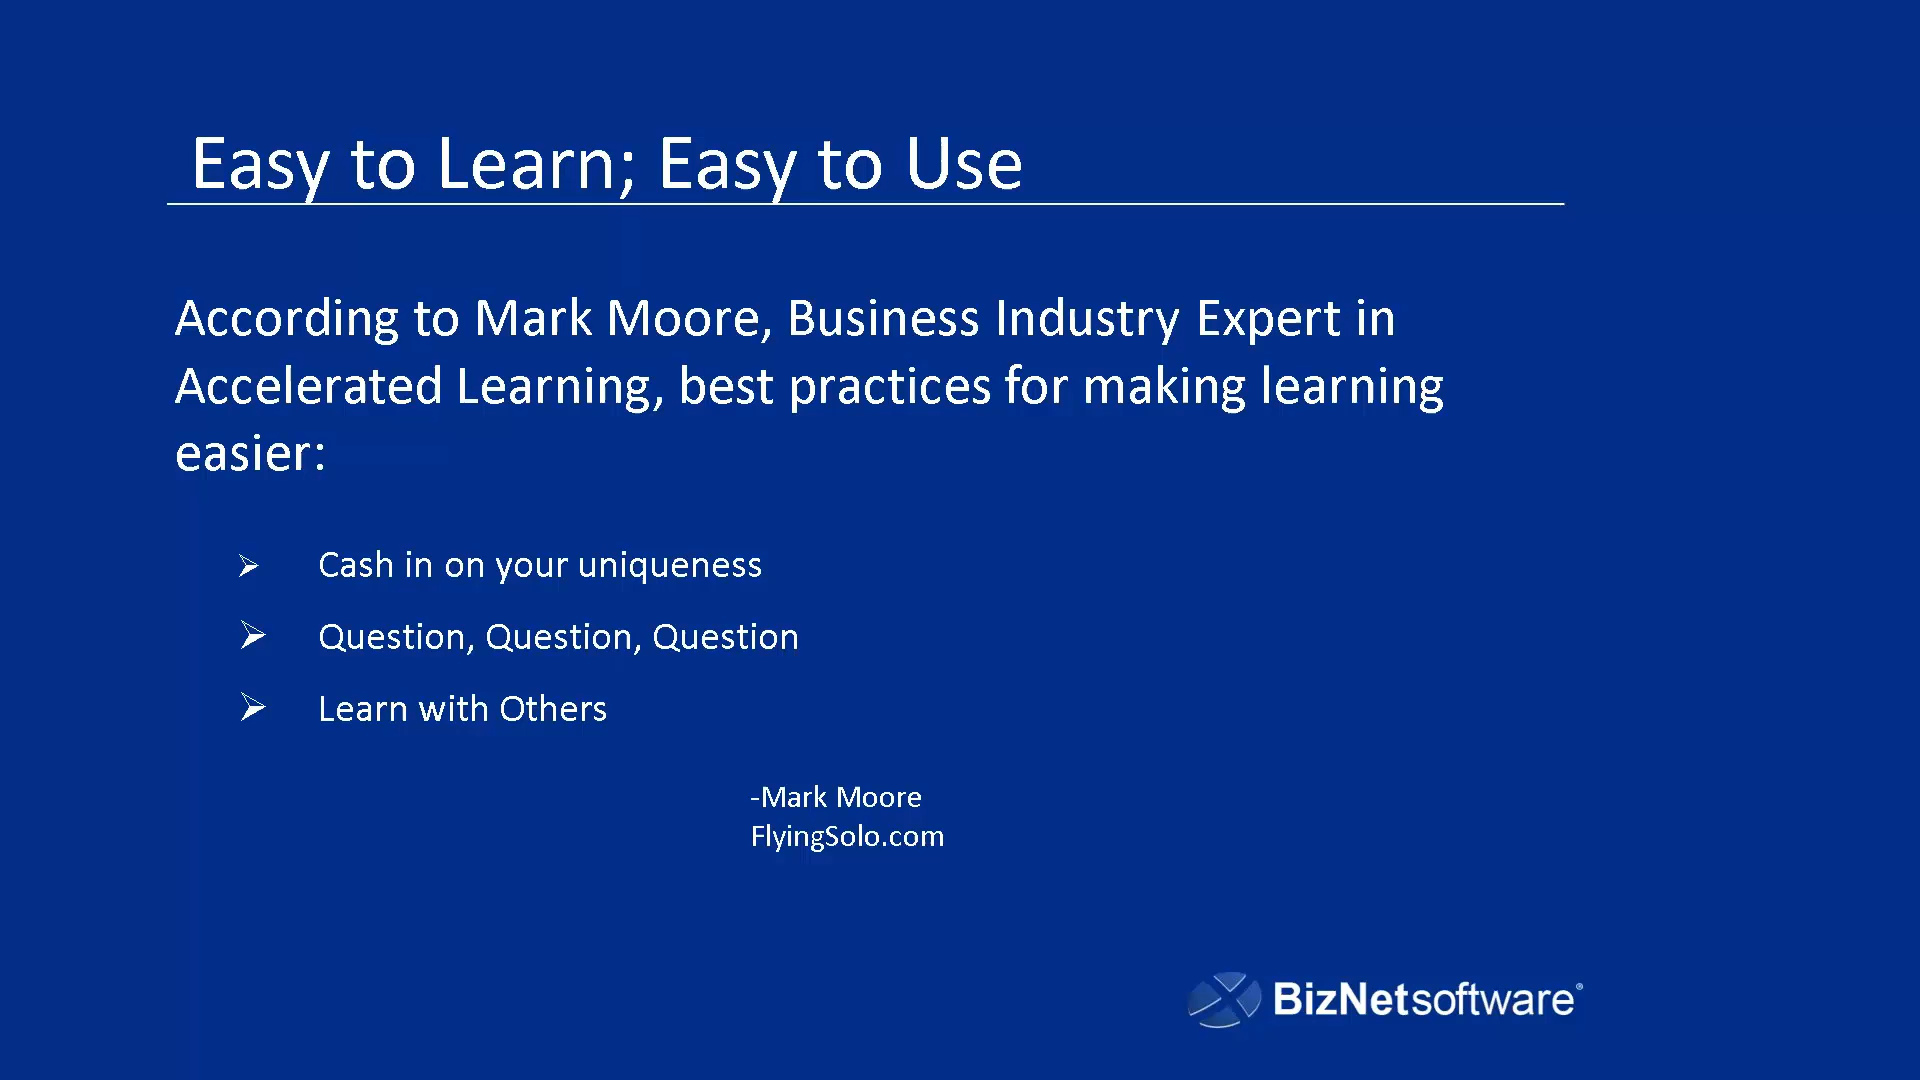 Easy to Learn; Easy to Use
According to Mark Moore, Business Industry Expert in
Accelerated Learning, best practices for making learning
easier:
➢ Cash in on your uniqueness
➢ Question, Question, Question
➢ Learn with Others
-Mark Moore
FlyingSolo.com
BizNetsoftware®